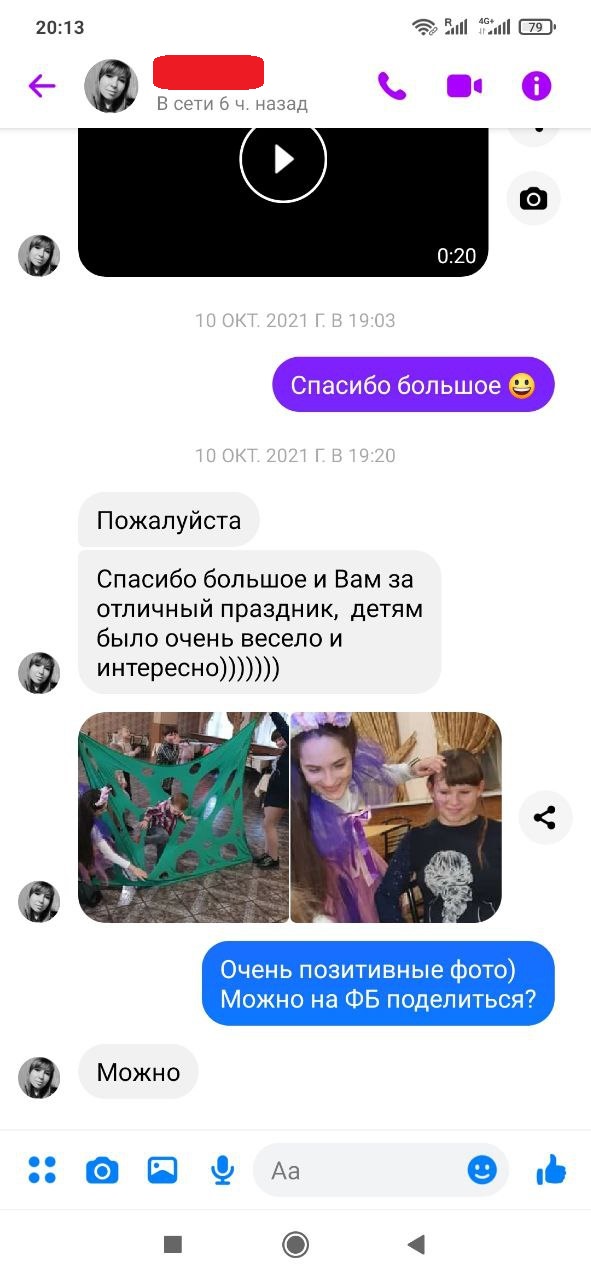 20:13
R
4G+
79
В сети 6 ч. назад
0:20
10 ОКТ. 2021 Г. В 19:03
Спасибо большое 😀
10 ОКТ. 2021 Г. В 19:20
Пожалуйста
Спасибо большое и Вам за
отличный праздник, детям
было очень весело и
интересно)))))))
Очень позитивные фото)
Можно на ФБ поделиться?
Можно
Aa